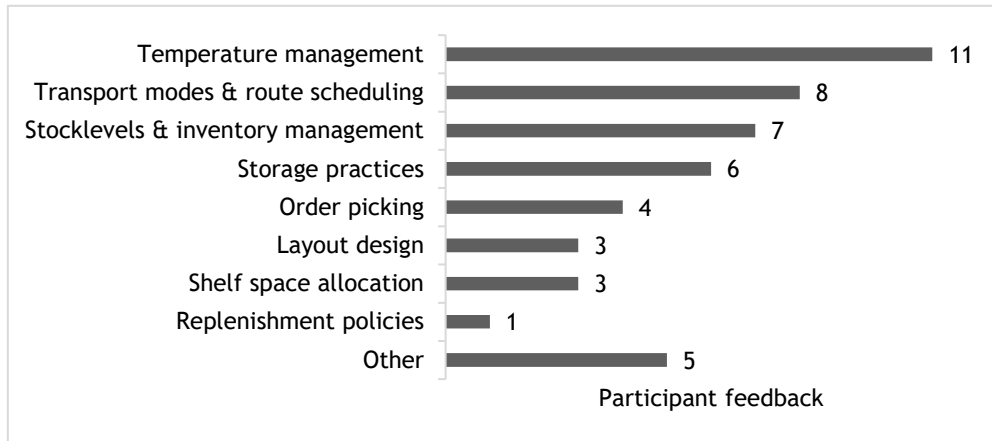 Temperature management 11
Transport modes & route scheduling 8
Stocklevels & inventory management 7
Storage practices 6
Order picking 4
Layout design 3
Shelf space allocation 3
Replenishment policies 1
Other 5
Participant feedback